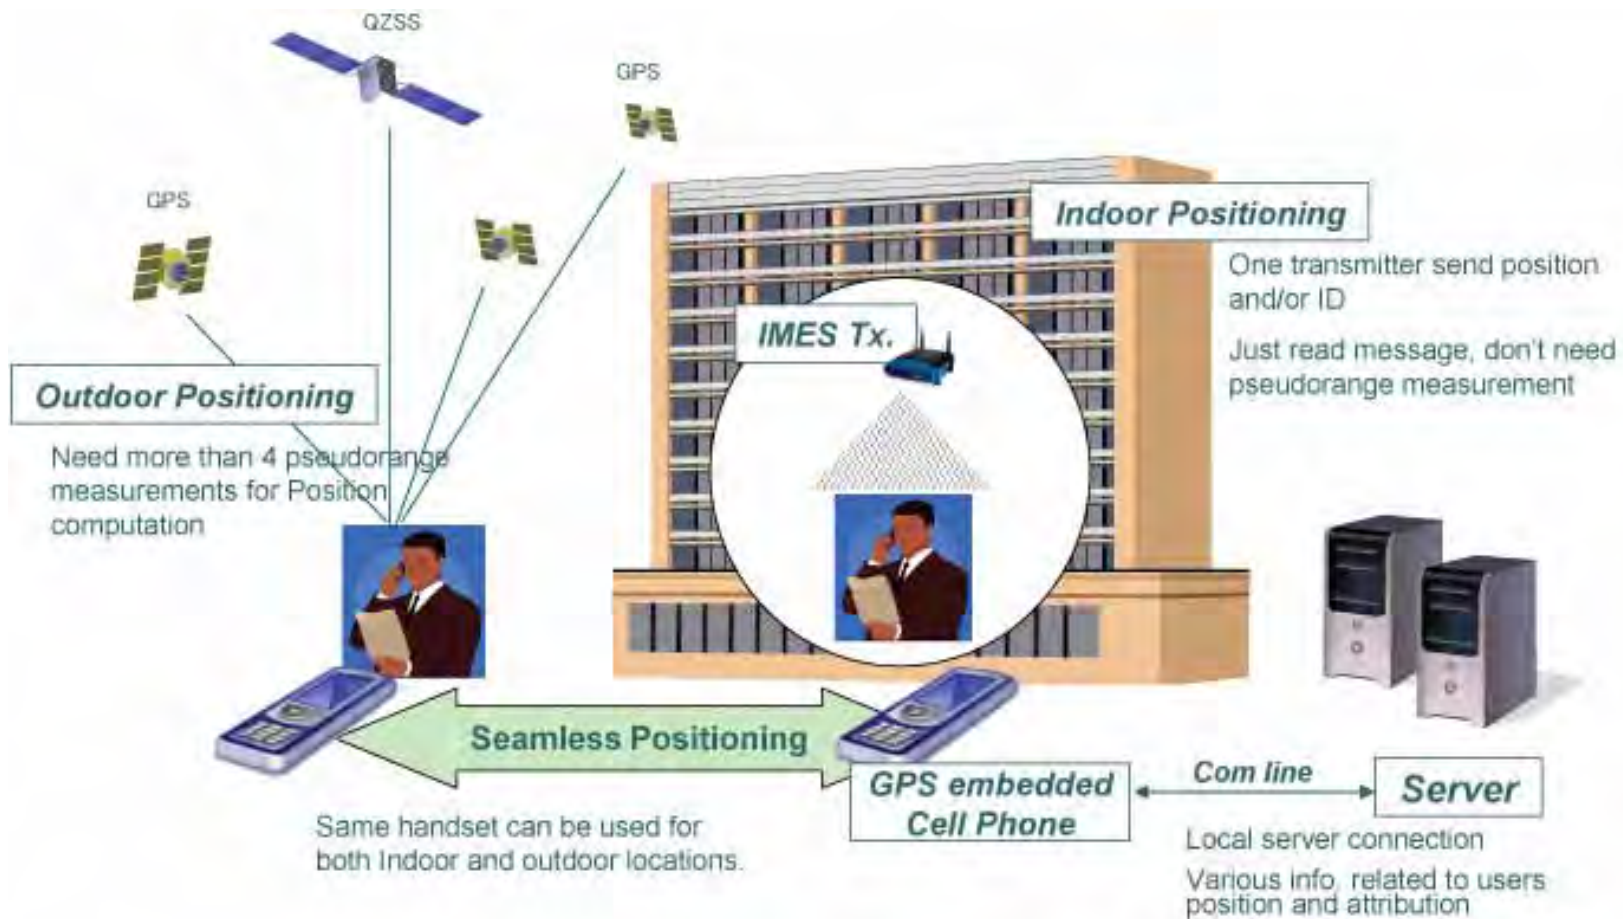 QZSS
GPS
GPS
Indoor Positioning
One transmitter send position
and/or ID
Just read message, don't need
pseudorange measurement
IMES Tx.
Outdoor Positioning
Need more than 4 pseudorange
measurements for Position
computation
Seamless Positioning
Same handset can be used for
both Indoor and outdoor locations.
GPS embedded
Cell Phone
Com line
Server
Local server connection
Various info, related to users
position and attribution